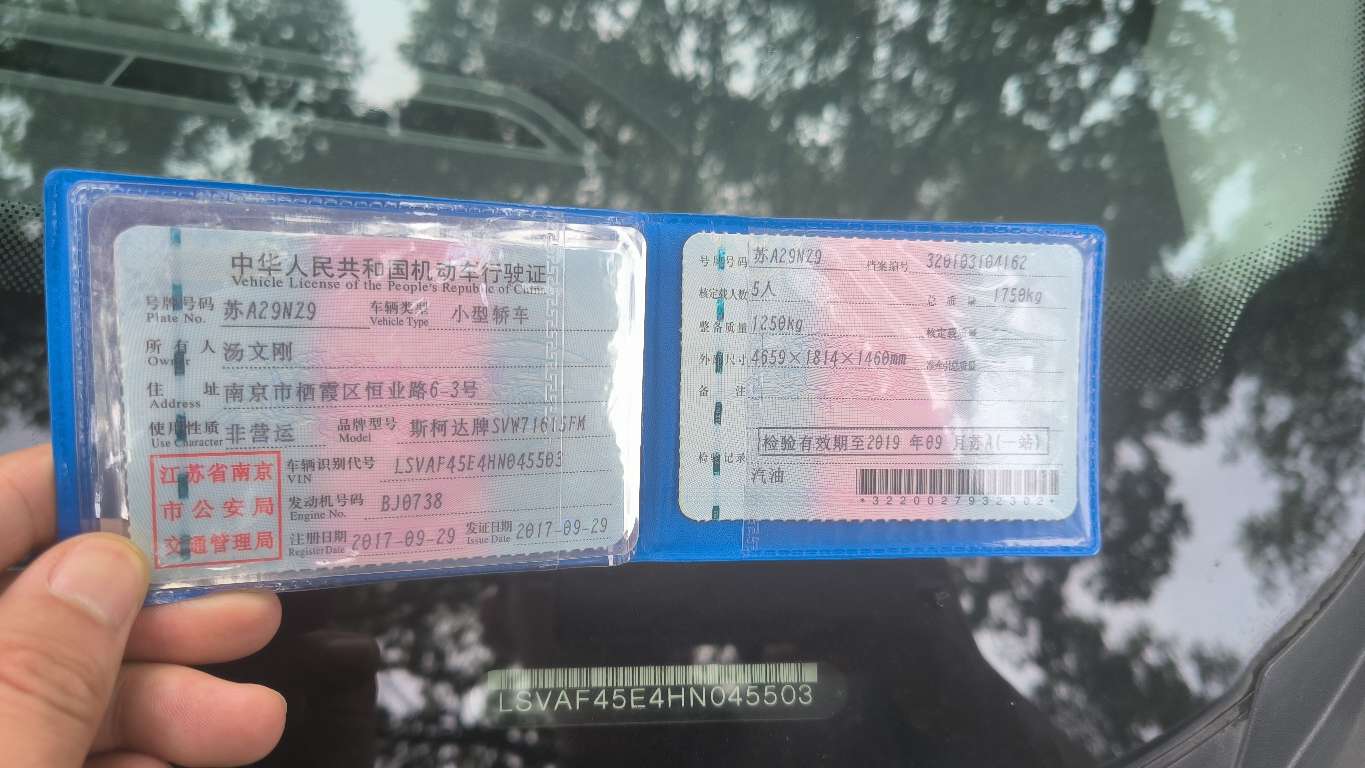 中华人民共和国机动车行驶证
Vehicle License of the People's Republic of China
号牌号码 苏A29NZ9 车辆类型 小型轿车
Plate No. Vehicle Type
所有人 汤文刚
Owner
住址 南京市栖霞区恒业路6-3号
Address
使用性质 非营运 品牌型号 斯柯达牌SVW71615FM
Use Character Model
江苏省南京
市公安局
交通管理局
车辆识别代号 LSVAF45E4HN045503
VIN
发动机号码 BJ0738
Engine No.
注册日期 2017-09-29 发证日期 2017-09-29
Register Date Issue Date
号牌号码 苏A29NZ9 档案编号 320103104162
核定载人数 5人 总质量 1750kg
整备质量 1250kg 核定载质量
外廓尺寸 4659×1814×1460mm 准牵引总质量
备注
检验有效期至2019年09月苏A(一站)
检验记录
汽油
*3220027932302*
LSVAF45E4HN045503